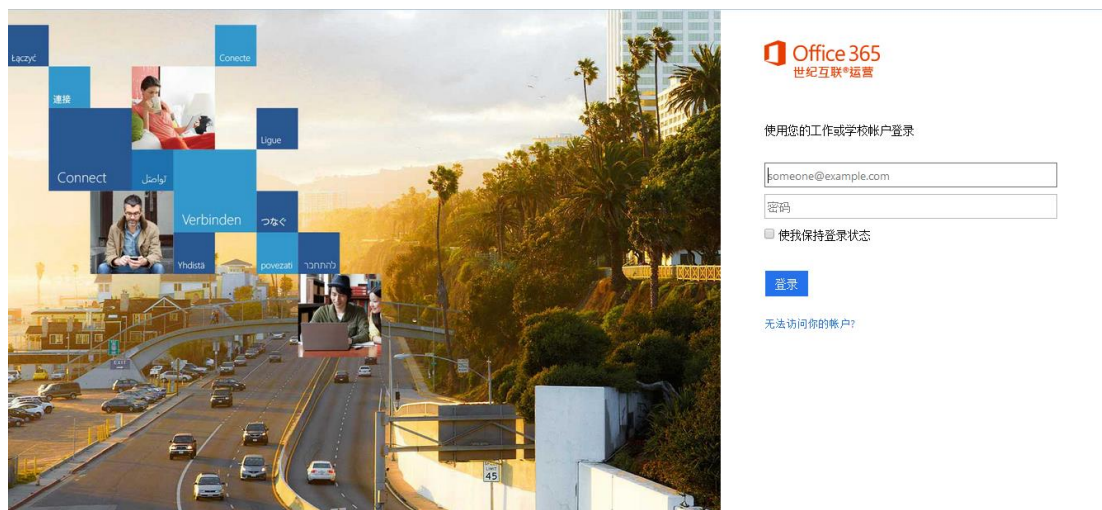 Łączyć
Conecte
連接
Ligue
Connect
تواصل
Verbinden
つなぐ
Yhdistä
povezati
להתחבר
LIMIT
45
Office 365
世纪互联®运营
使用您的工作或学校帐户登录
someone@example.com
密码
使我保持登录状态
登录
无法访问你的帐户?